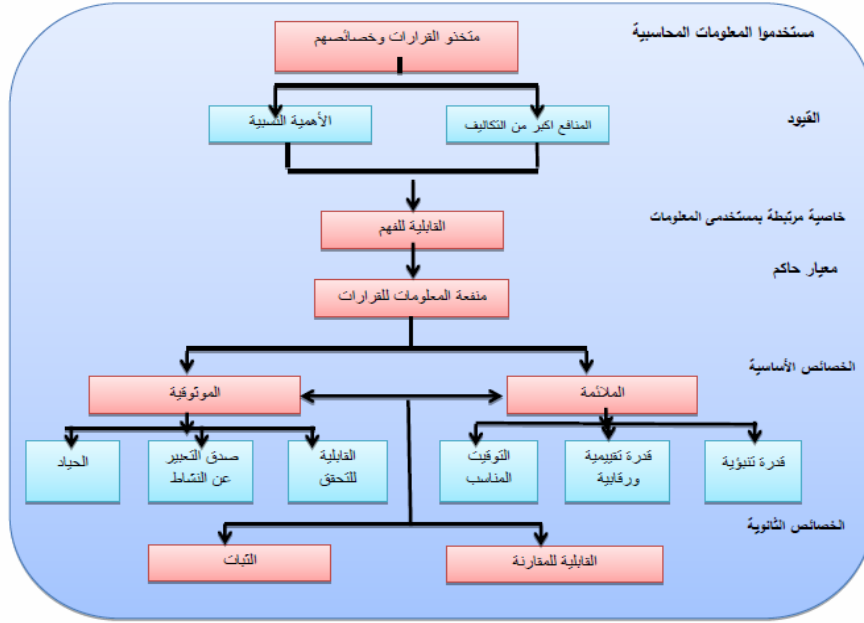 مستخدموا المعلومات المحاسبية
متخذو القرارات وخصائصهم
القيود
المنافع اكبر من التكاليف
الأهمية النسبية
خاصية مرتبطة بمستخدمى المعلومات
القابلية للفهم
معيار حاكم
منفعة المعلومات للقرارات
الخصائص الأساسية
الملائمة
الموثوقية
قدرة تنبؤية
قدرة تقييمية
ورقابية
التوقيت
المناسب
القابلية
للتحقق
صدق التعبير
عن النشاط
الحياد
الخصائص الثانوية
القابلية للمقارنة
الثبات